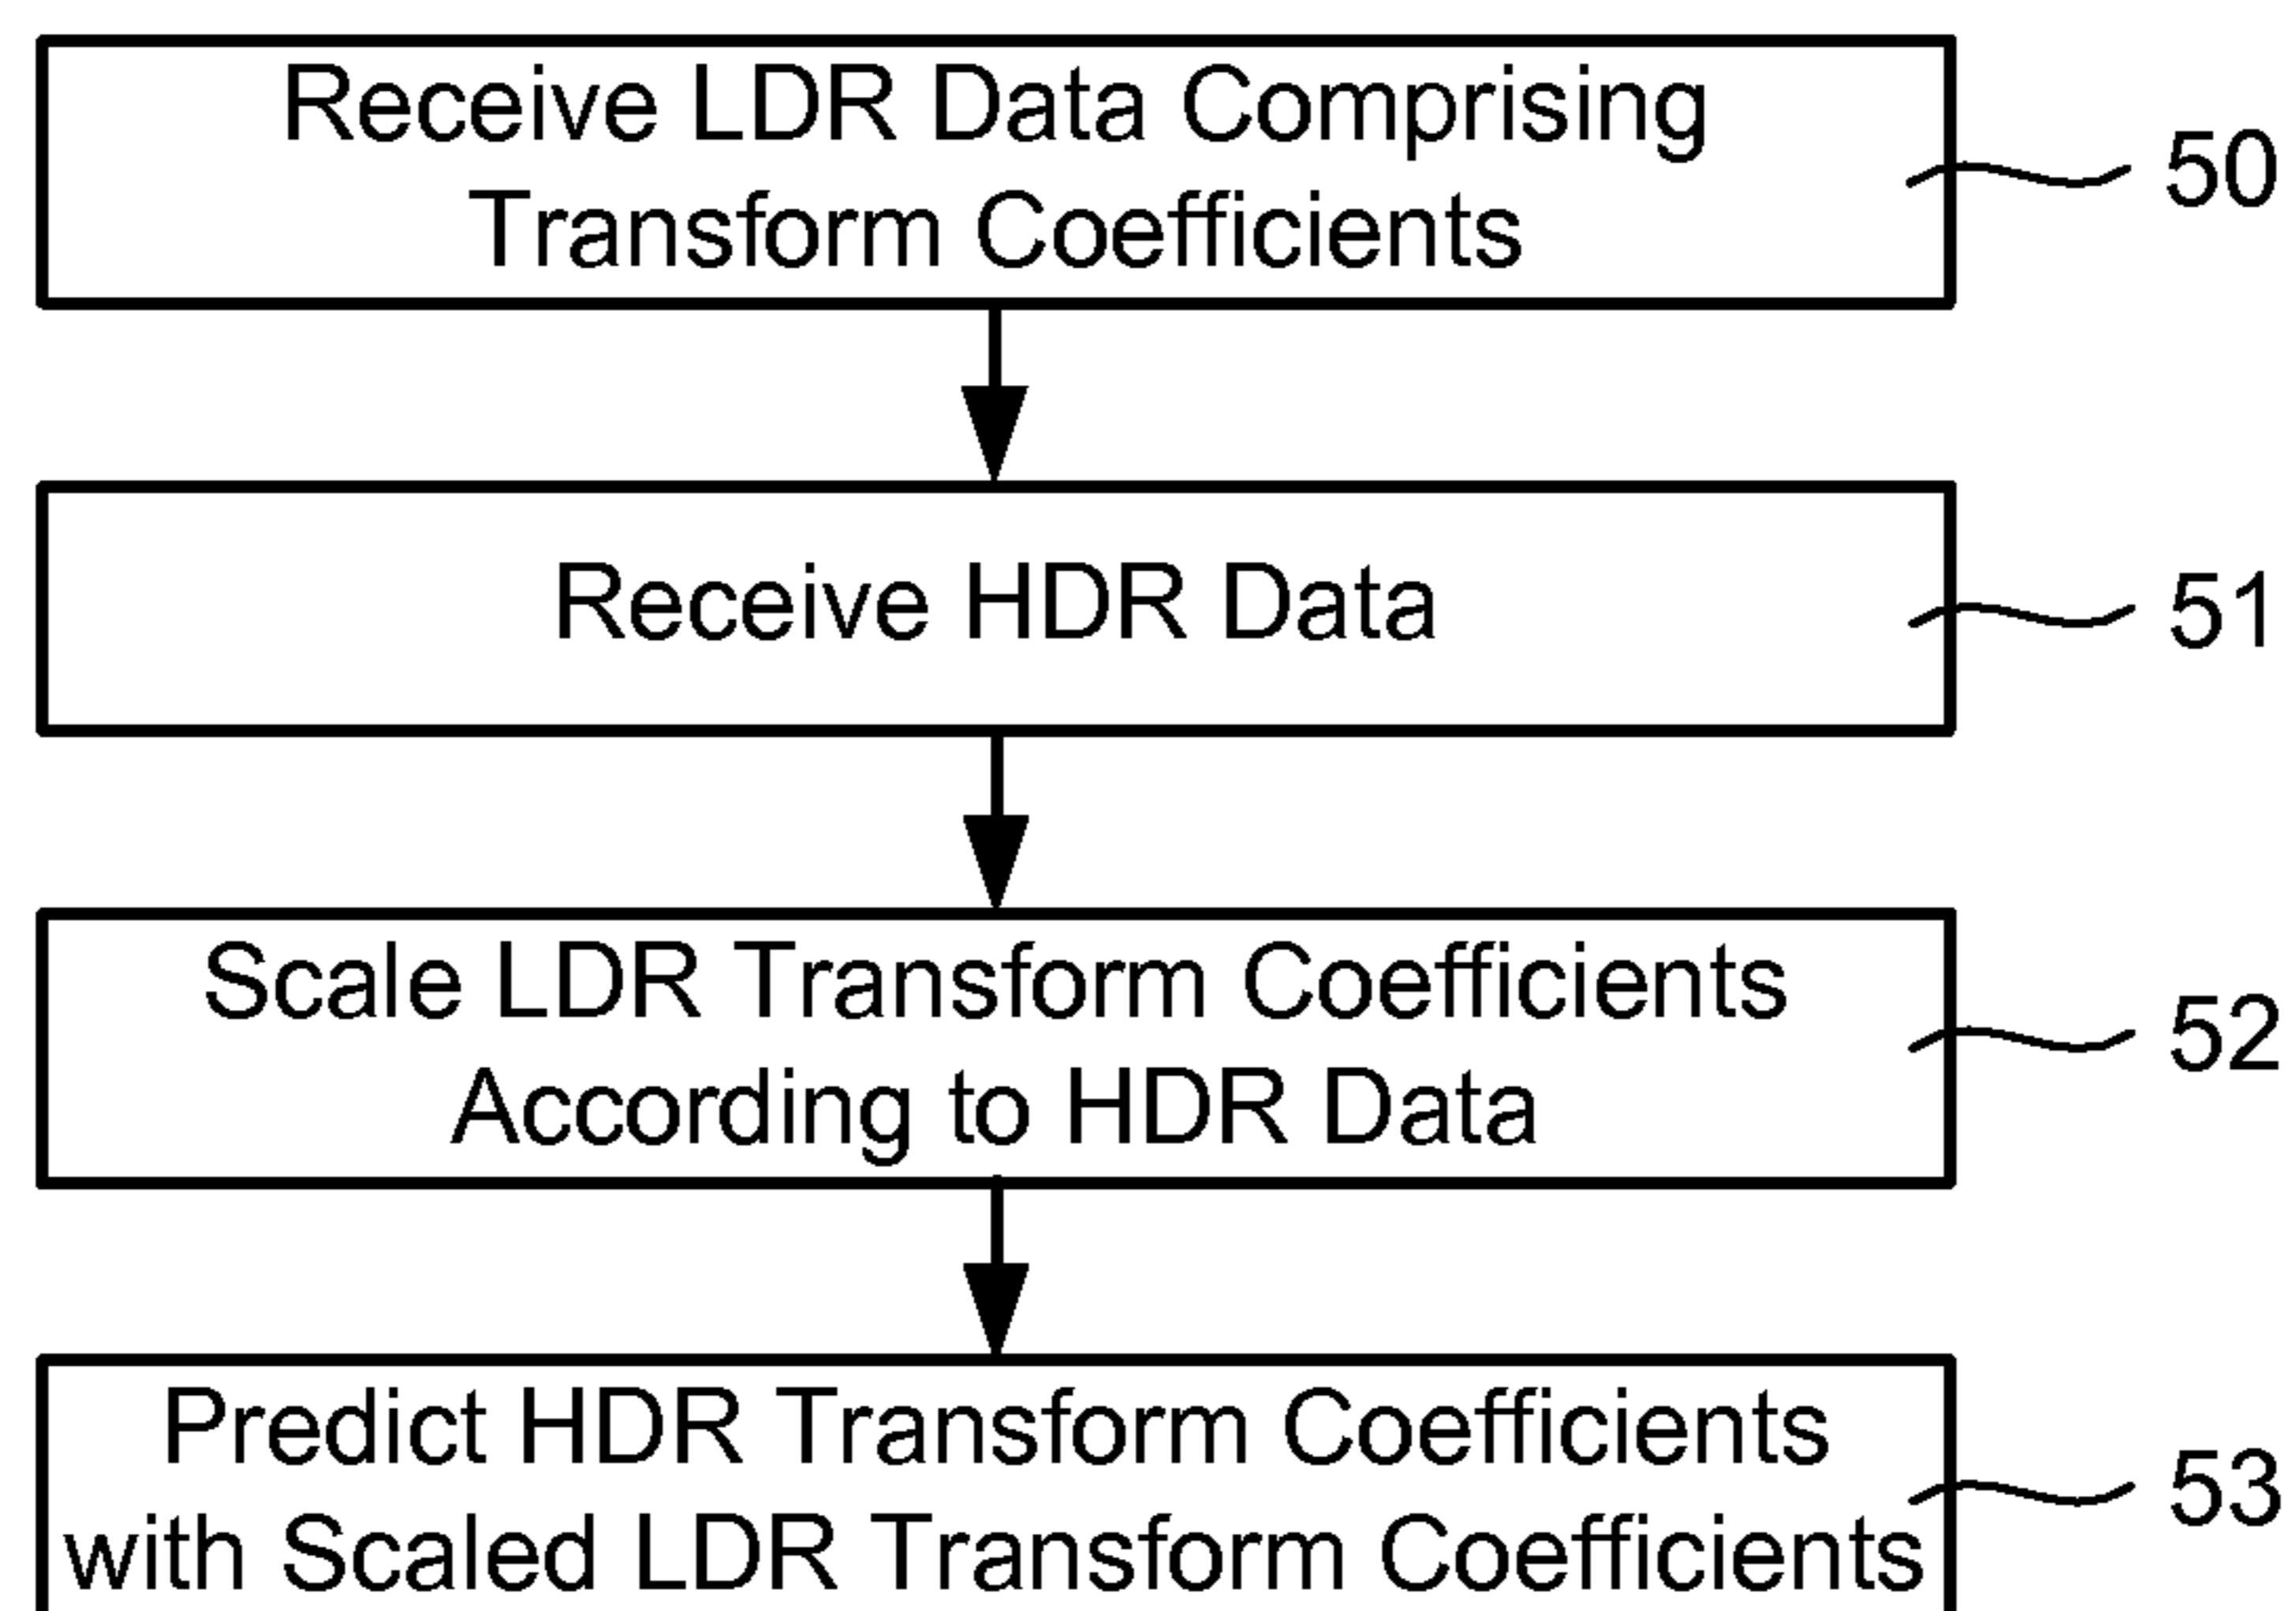 Receive LDR Data Comprising
Transform Coefficients
50
Receive HDR Data
51
Scale LDR Transform Coefficients
According to HDR Data
52
Predict HDR Transform Coefficients
with Scaled LDR Transform Coefficients
53